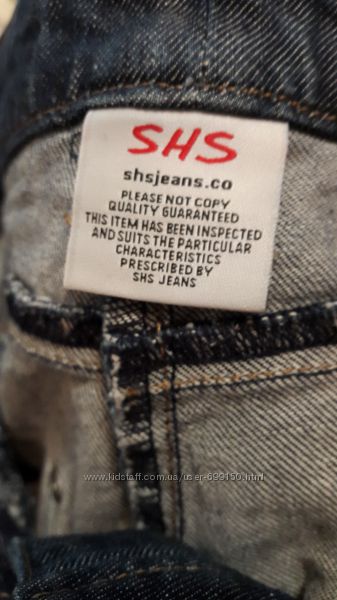 SHS
shsjeans.co
PLEASE NOT COPY
QUALITY GUARANTEED
THIS ITEM HAS BEEN INSPECTED
AND SUITS THE PARTICULAR
CHARACTERISTICS
PRESCRIBED BY
SHS JEANS
www.kidstaff.com.ua/user-699150.html